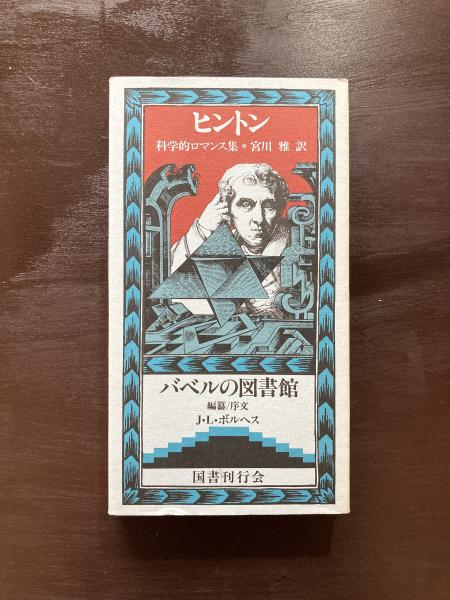 ヒントン
科学的ロマンス集*宮川 雅 訳
バベルの図書館
編纂/序文
J・L・ボルヘス
国書刊行会